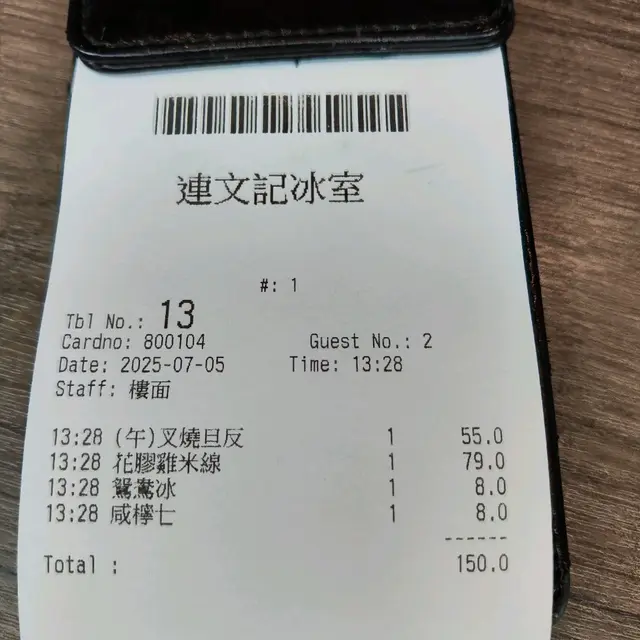 連文記冰室
#: 1
Tbl No.: 13
Cardno: 800104 Guest No.: 2
Date: 2025-07-05 Time: 13:28
Staff: 樓面
13:28 (午)叉燒旦反 1 55.0
13:28 花膠雞米線 1 79.0
13:28 鴛鴦冰 1 8.0
13:28 咸檸七 1 8.0
------
Total : 150.0